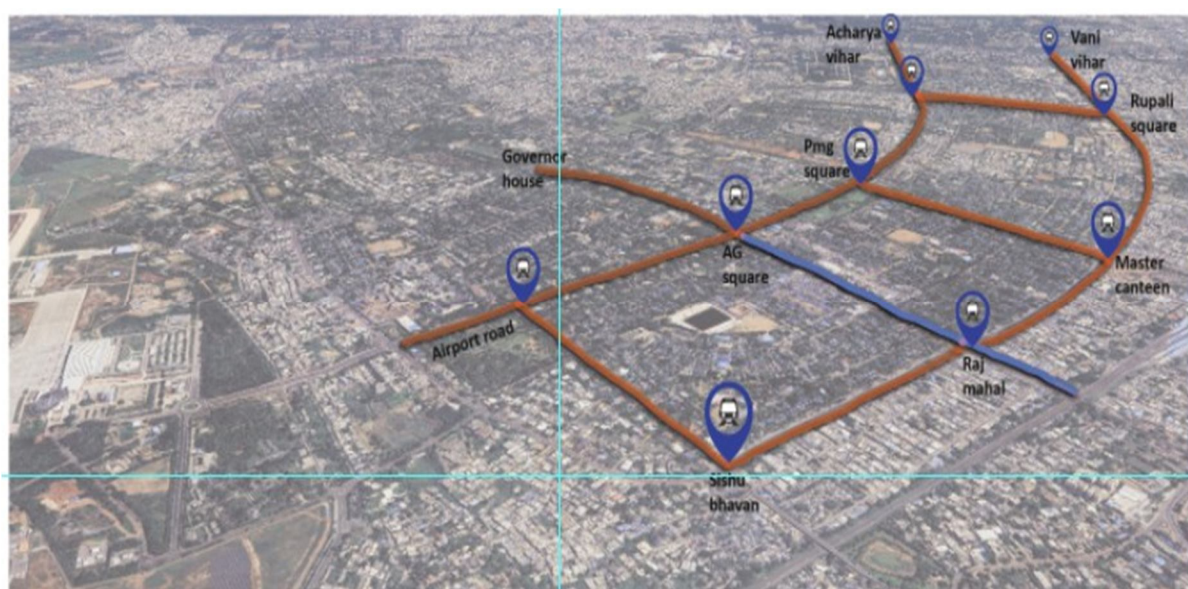 Acharya
vihar
Vani
vihar
Rupali
square
Pmg
square
Governor
house
AG
square
Master
canteen
Airport road
Raj
mahal
Sishu
bhavan